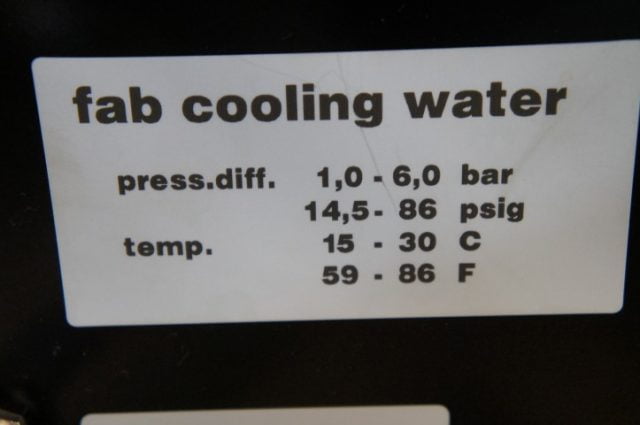 fab cooling water
press.diff. 1,0 - 6,0 bar
14,5- 86 psig
temp. 15 - 30 C
59 - 86 F